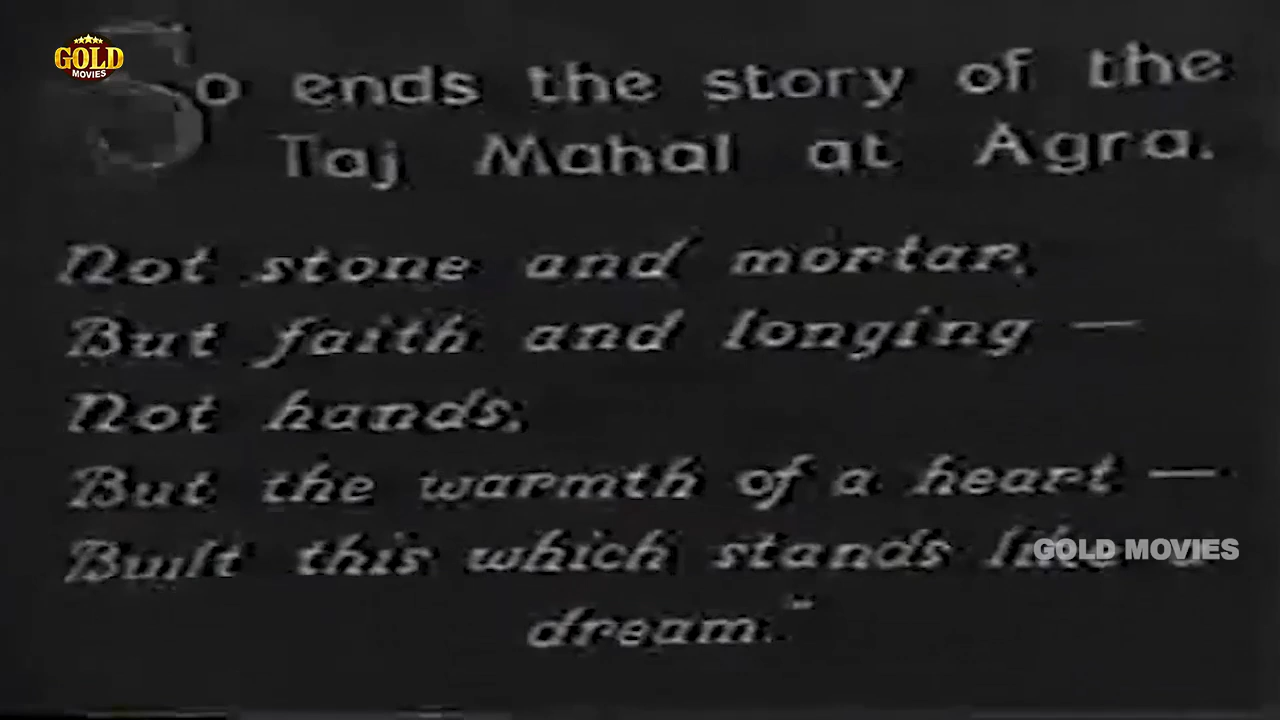 GOLD
MOVIES
So ends the story of the
Taj Mahal at Agra.
Not stone and mortar,
But faith and longing —
Not hands,
But the warmth of a heart —
Built this which stands
GOLD MOVIES
dream."